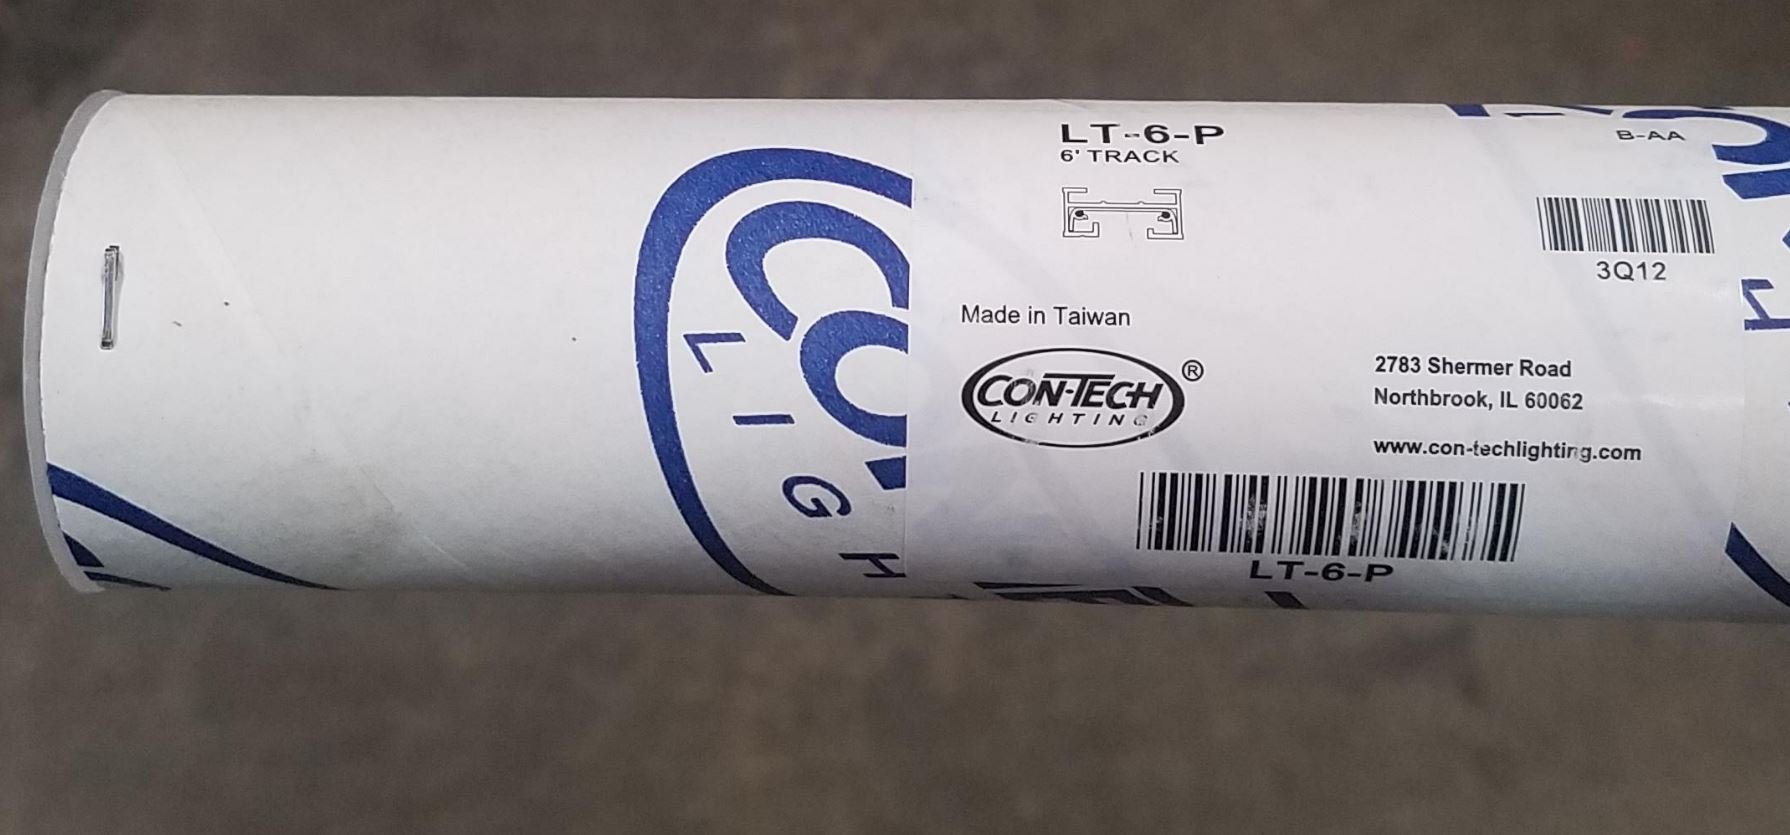 LT-6-P
6' TRACK
B-AA
3Q12
Made in Taiwan
CON-TECH ®
LIGHTING
2783 Shermer Road
Northbrook, IL 60062
www.con-techlighting.com
LT-6-P